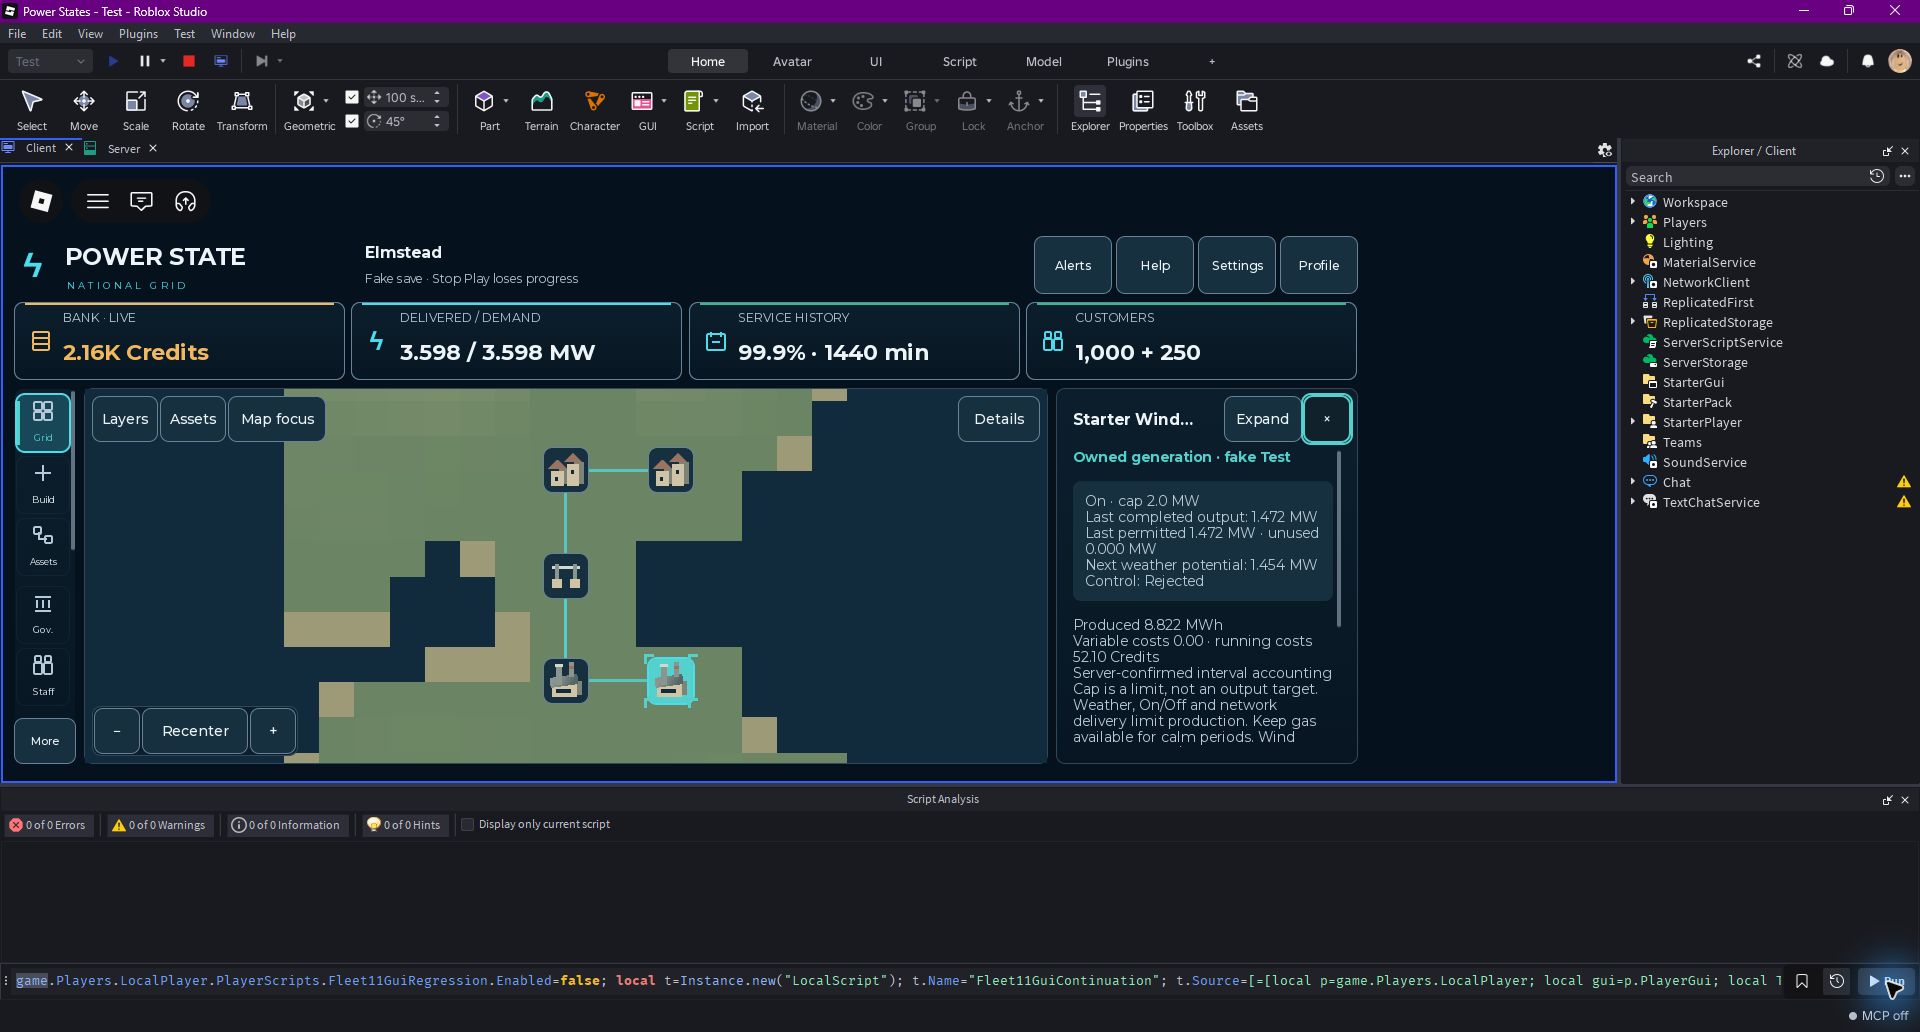 Power States - Test - Roblox Studio
File Edit View Plugins Test Window Help
Test
Home Avatar UI Script Model Plugins +
100 s...
45°
Select Move Scale Rotate Transform Geometric Part Terrain Character GUI Script Import Material Color Group Lock Anchor Explorer Properties Toolbox Assets
Client Server
Explorer / Client
Search
Workspace
Players
Lighting
MaterialService
NetworkClient
ReplicatedFirst
ReplicatedStorage
ServerScriptService
ServerStorage
StarterGui
StarterPack
StarterPlayer
Teams
SoundService
Chat
TextChatService
POWER STATE
NATIONAL GRID
Elmstead
Fake save · Stop Play loses progress
Alerts Help Settings Profile
BANK · LIVE
2.16K Credits
DELIVERED / DEMAND
3.598 / 3.598 MW
SERVICE HISTORY
99.9% · 1440 min
CUSTOMERS
1,000 + 250
Grid
Build
Assets
Gov.
Staff
More
Layers Assets Map focus
Details
- Recenter +
Starter Wind...
Expand ×
Owned generation · fake Test
On · cap 2.0 MW
Last completed output: 1.472 MW
Last permitted 1.472 MW · unused
0.000 MW
Next weather potential: 1.454 MW
Control: Rejected
Produced 8.822 MWh
Variable costs 0.00 · running costs
52.10 Credits
Server-confirmed interval accounting
Cap is a limit, not an output target.
Weather, On/Off and network
delivery limit production. Keep gas
available for calm periods. Wind
Script Analysis
0 of 0 Errors 0 of 0 Warnings 0 of 0 Information 0 of 0 Hints Display only current script
game.Players.LocalPlayer.PlayerScripts.Fleet11GuiRegression.Enabled=false; local t=Instance.new("LocalScript"); t.Name="Fleet11GuiContinuation"; t.Source=[=[local p=game.Players.LocalPlayer; local gui=p.PlayerGui; local
MCP off